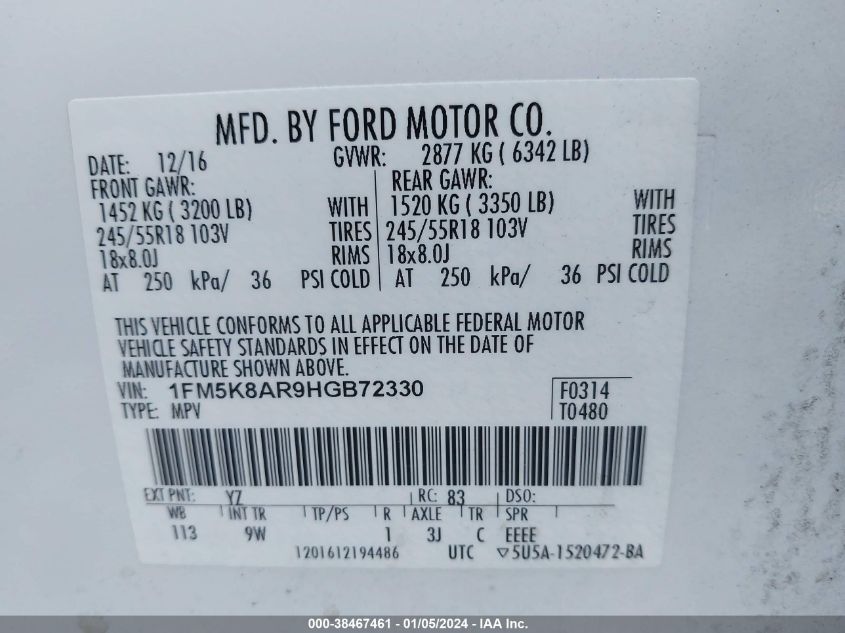 MFD. BY FORD MOTOR CO.
DATE: 12/16 GVWR: 2877 KG ( 6342 LB)
FRONT GAWR: REAR GAWR:
1452 KG ( 3200 LB) WITH 1520 KG ( 3350 LB) WITH
245/55R18 103V TIRES 245/55R18 103V TIRES
18x8.0J RIMS 18x8.0J RIMS
AT 250 kPa/ 36 PSI COLD AT 250 kPa/ 36 PSI COLD
THIS VEHICLE CONFORMS TO ALL APPLICABLE FEDERAL MOTOR
VEHICLE SAFETY STANDARDS IN EFFECT ON THE DATE OF
MANUFACTURE SHOWN ABOVE.
VIN: 1FM5K8AR9HGB72330 F0314
TYPE: MPV T0480
EXT PNT: YZ RC: 83 DSO:
WB INT TR TP/PS R AXLE TR SPR
113 9W 1 3J C EEEE
1201612194486 UTC ▽5U5A-1520472-BA
000-38467461 - 01/05/2024 - IAA Inc.